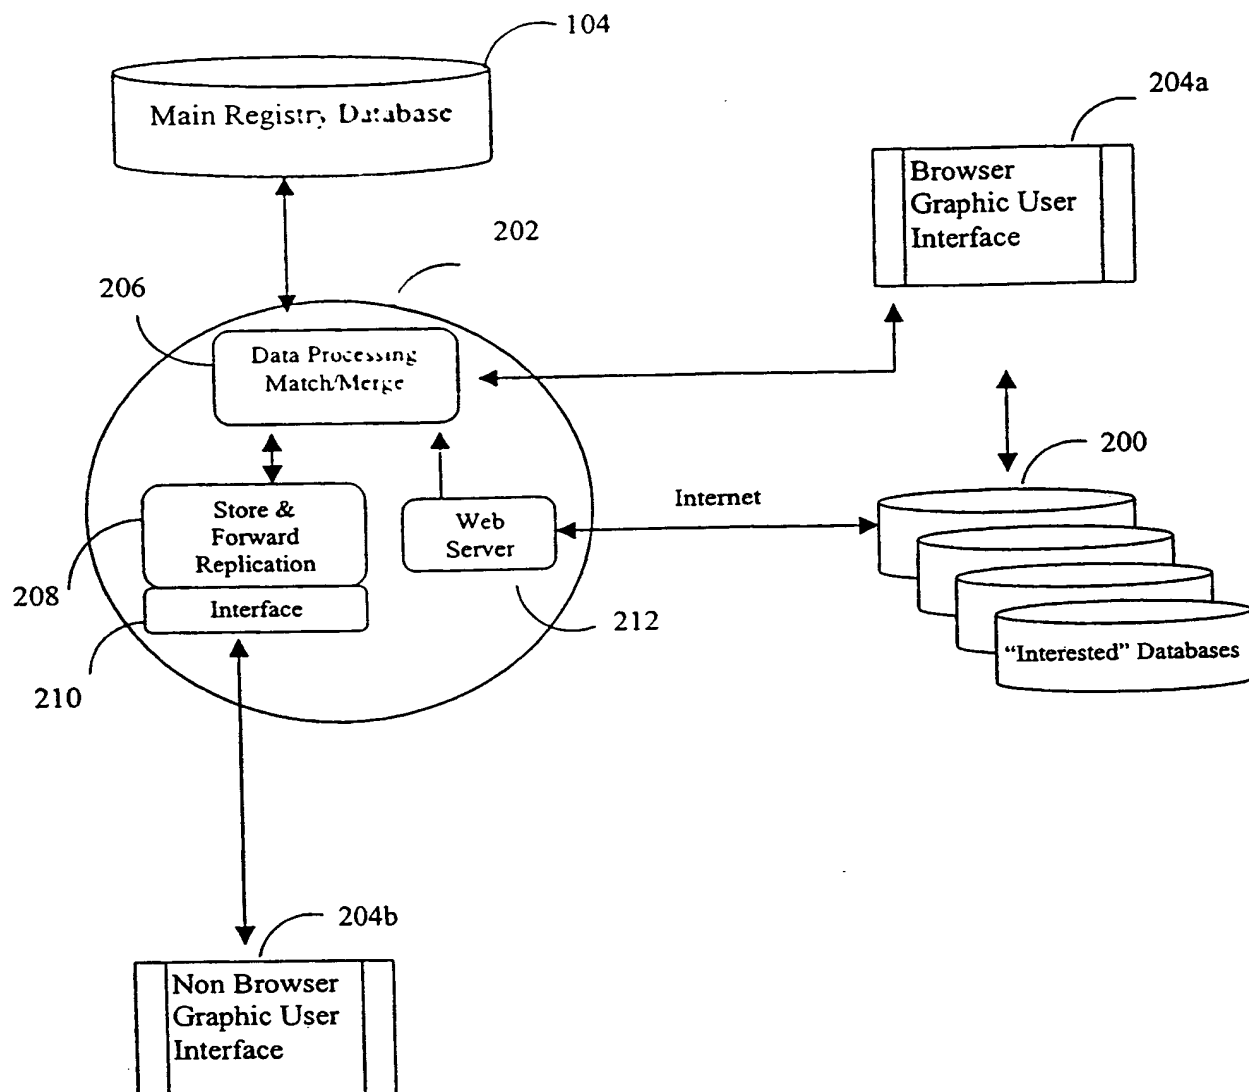 104
Main Registry Database
204a
Browser
Graphic User
Interface
202
206
Data Processing
Match/Merge
200
Internet
Store &
Forward
Replication
Web
Server
208
Interface
212
"Interested" Databases
210
204b
Non Browser
Graphic User
Interface